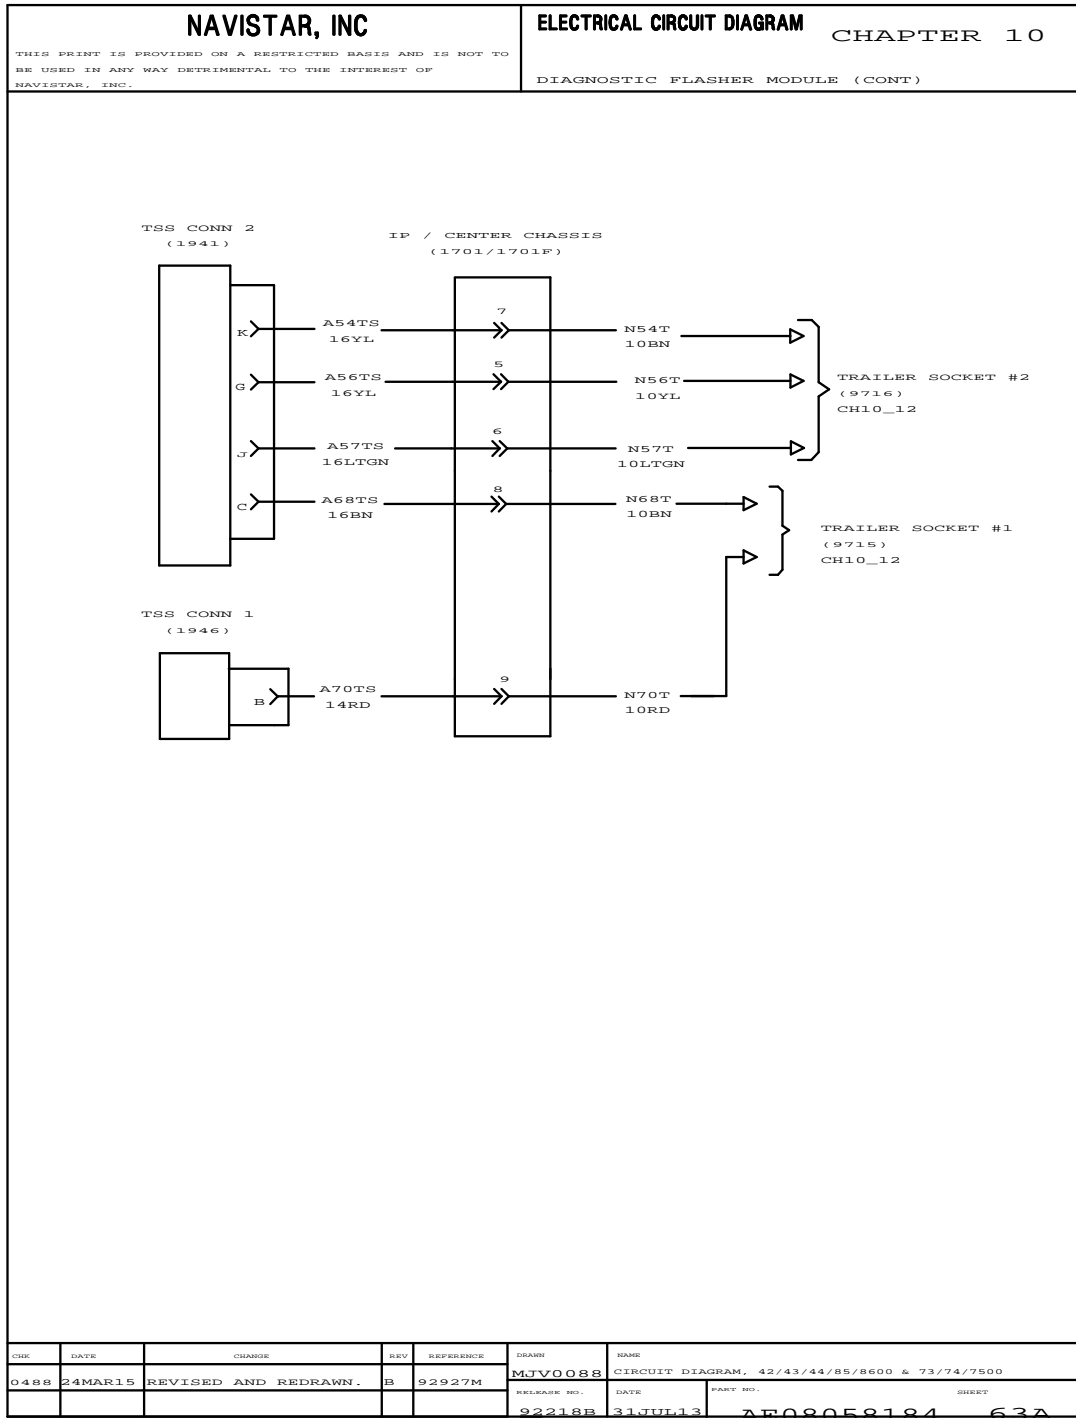 NAVISTAR, INC
THIS PRINT IS PROVIDED ON A RESTRICTED BASIS AND IS NOT TO
BE USED IN ANY WAY DETRIMENTAL TO THE INTEREST OF
NAVISTAR, INC.
ELECTRICAL CIRCUIT DIAGRAM
CHAPTER 10
DIAGNOSTIC FLASHER MODULE (CONT)
TSS CONN 2
(1941)
IP / CENTER CHASSIS
(1701/1701F)
K
A54TS
16YL
7
N54T
10BN
G
A56TS
16YL
5
N56T
10YL
J
A57TS
16LTGN
6
N57T
10LTGN
C
A68TS
16BN
8
N68T
10BN
TRAILER SOCKET #2
(9716)
CH10_12
TRAILER SOCKET #1
(9715)
CH10_12
TSS CONN 1
(1946)
B
A70TS
14RD
9
N70T
10RD
CHK DATE CHANGE REV REFERENCE
0488 24MAR15 REVISED AND REDRAWN. B 92927M
DRAWN
MJV0088
NAME
CIRCUIT DIAGRAM, 42/43/44/85/8600 & 73/74/7500
RELEASE NO.
92218B
DATE
31JUL13
PART NO.
AE08058184
SHEET
63A